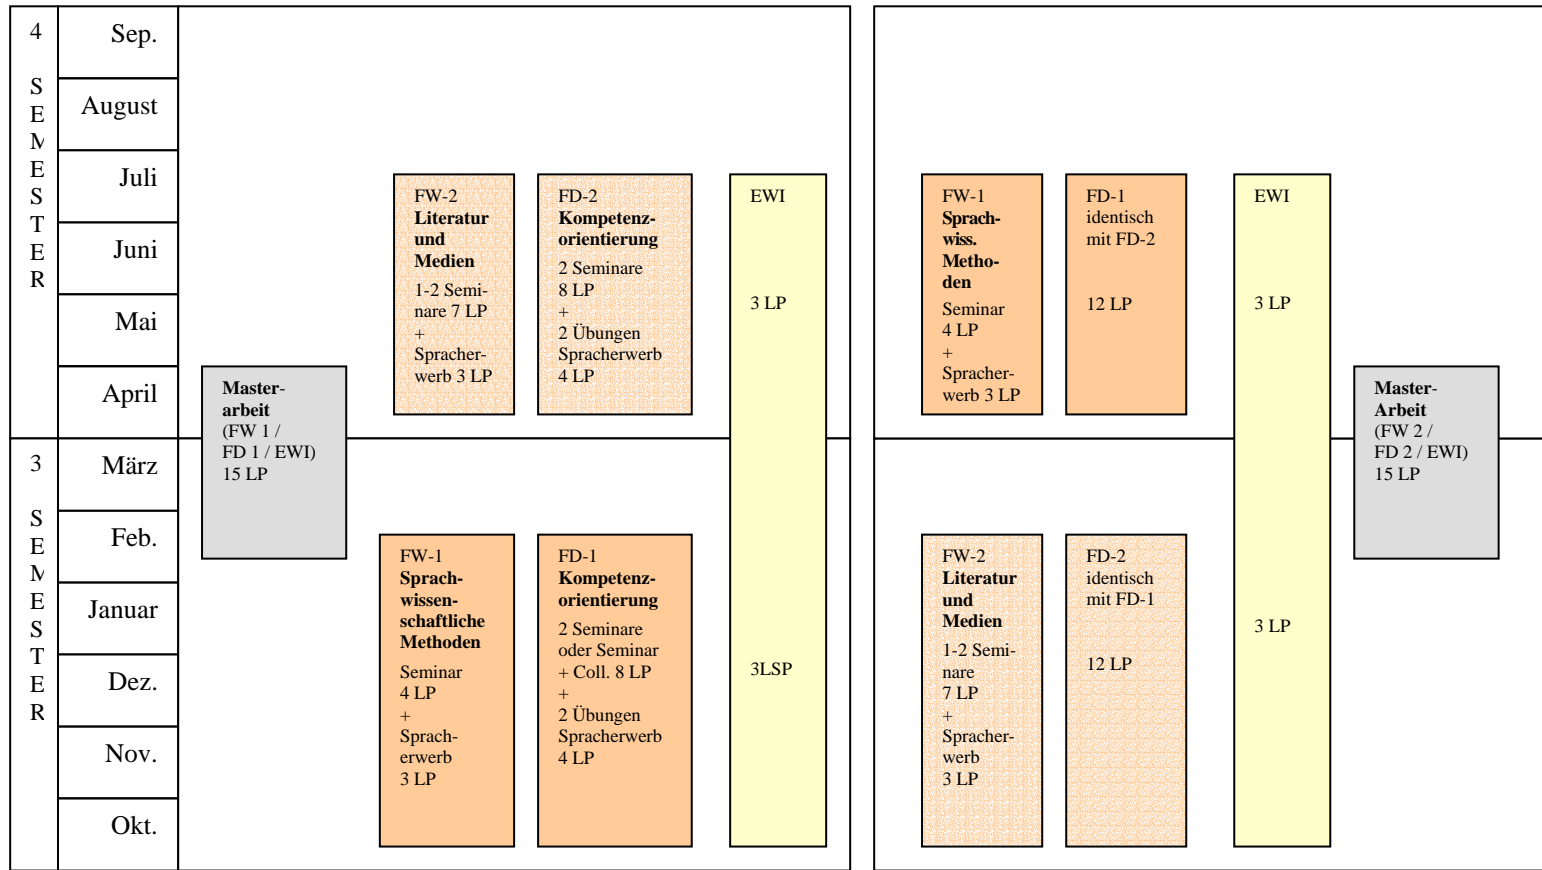 4
SEMESTER
Sep.
August
Juli
Juni
Mai
April
3
SEMESTER
März
Feb.
Januar
Dez.
Nov.
Okt.
Master-
arbeit
(FW 1 /
FD 1 / EWI)
15 LP
FW-2
Literatur
und
Medien
1-2 Semi-
nare 7 LP
+
Spracher-
werb 3 LP
FD-2
Kompetenz-
orientierung
2 Seminare
8 LP
+
2 Übungen
Spracherwerb
4 LP
EWI
3 LP
3LSP
FW-1
Sprach-
wissen-
schaftliche
Methoden
Seminar
4 LP
+
Sprach-
erwerb
3 LP
FD-1
Kompetenz-
orientierung
2 Seminare
oder Seminar
+ Coll. 8 LP
+
2 Übungen
Spracherwerb
4 LP
FW-1
Sprach-
wiss.
Metho-
den
Seminar
4 LP
+
Spracher-
werb 3 LP
FD-1
identisch
mit FD-2
12 LP
EWI
3 LP
3 LP
Master-
Arbeit
(FW 2 /
FD 2 / EWI)
15 LP
FW-2
Literatur
und
Medien
1-2 Semi-
nare
7 LP
+
Spracher-
werb
3 LP
FD-2
identisch
mit FD-1
12 LP